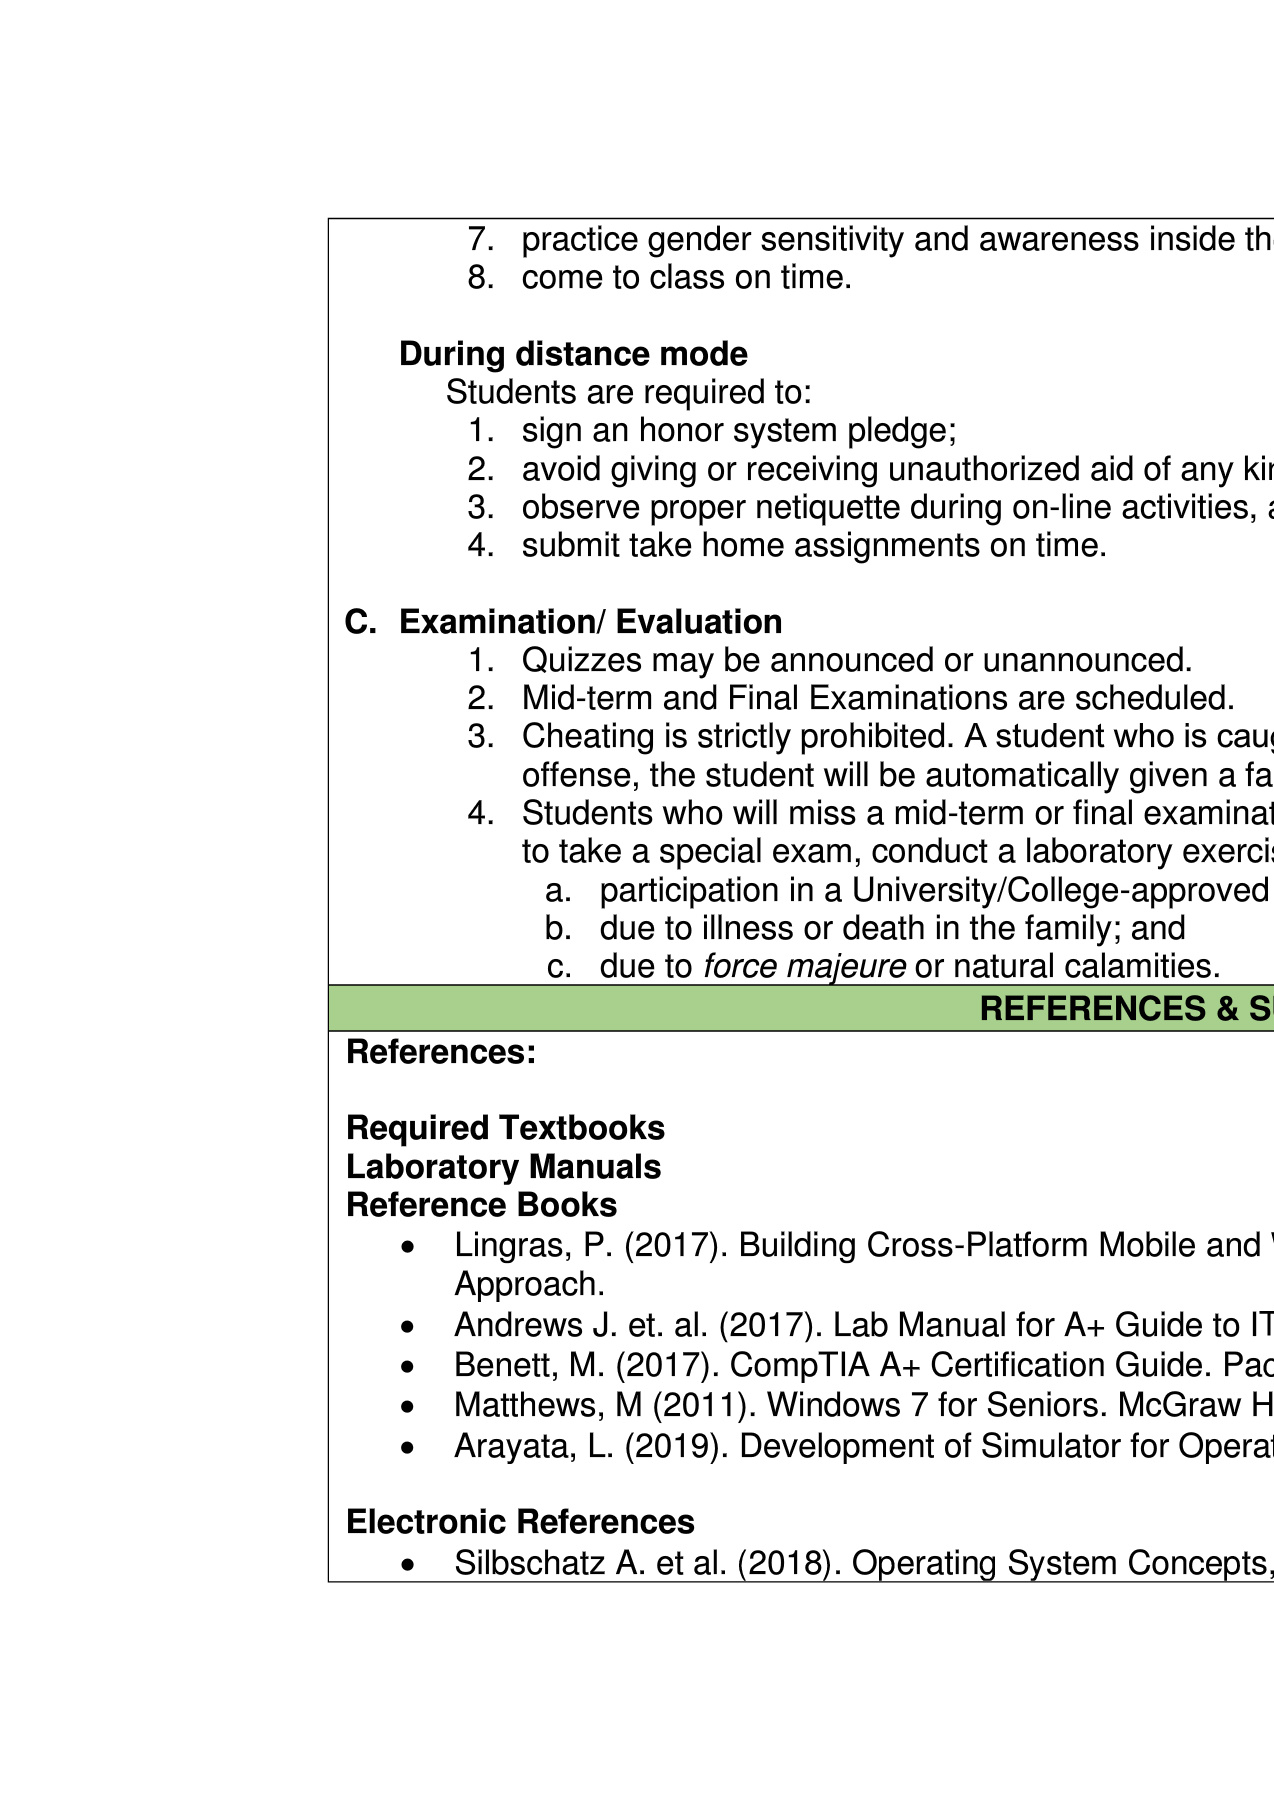 7. practice gender sensitivity and awareness inside
8. come to class on time.
During distance mode
Students are required to:
1. sign an honor system pledge;
2. avoid giving or receiving unauthorized aid of any
3. observe proper netiquette during on-line activities,
4. submit take home assignments on time.
C. Examination/ Evaluation
1. Quizzes may be announced or unannounced.
2. Mid-term and Final Examinations are scheduled.
3. Cheating is strictly prohibited. A student who is
offense, the student will be automatically given a
4. Students who will miss a mid-term or final
to take a special exam, conduct a laboratory
a. participation in a University/College-approved
b. due to illness or death in the family; and
c. due to force majeure or natural calamities.
REFERENCES &
References:
Required Textbooks
Laboratory Manuals
Reference Books
• Lingras, P. (2017). Building Cross-Platform Mobile and
Approach.
• Andrews J. et. al. (2017). Lab Manual for A+ Guide to IT
• Benett, M. (2017). CompTIA A+ Certification Guide.
• Matthews, M (2011). Windows 7 for Seniors. McGraw
• Arayata, L. (2019). Development of Simulator for
Electronic References
• Silbschatz A. et al. (2018). Operating System Concepts,